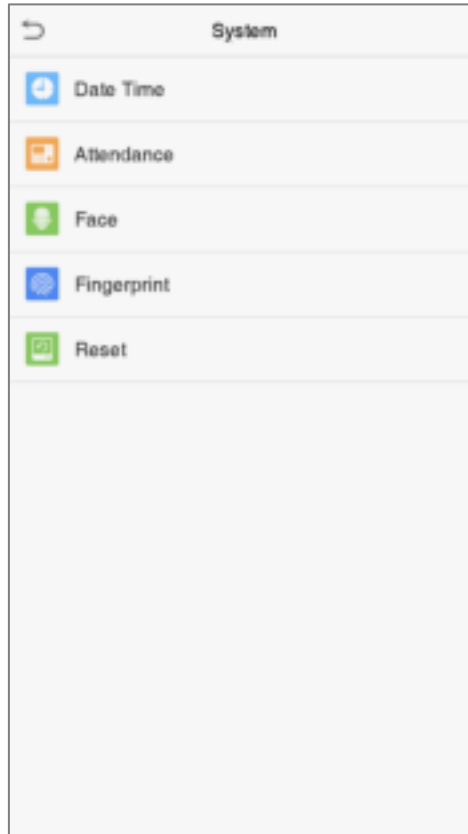 System
Date Time
Attendance
Face
Fingerprint
Reset